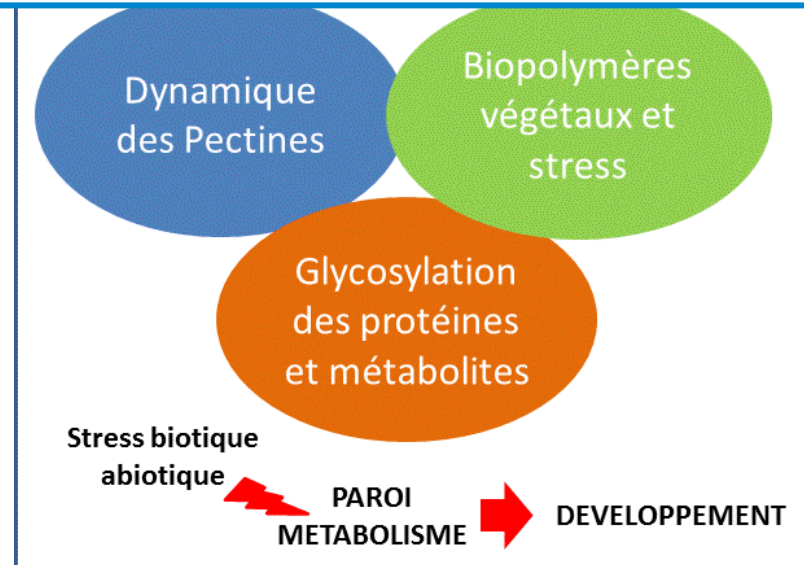 Dynamique
des Pectines
Biopolymères
végétaux et
stress
Glycosylation
des protéines
et métabolites
Stress biotique
abiotique
PAROI
METABOLISME
DEVELOPPEMENT